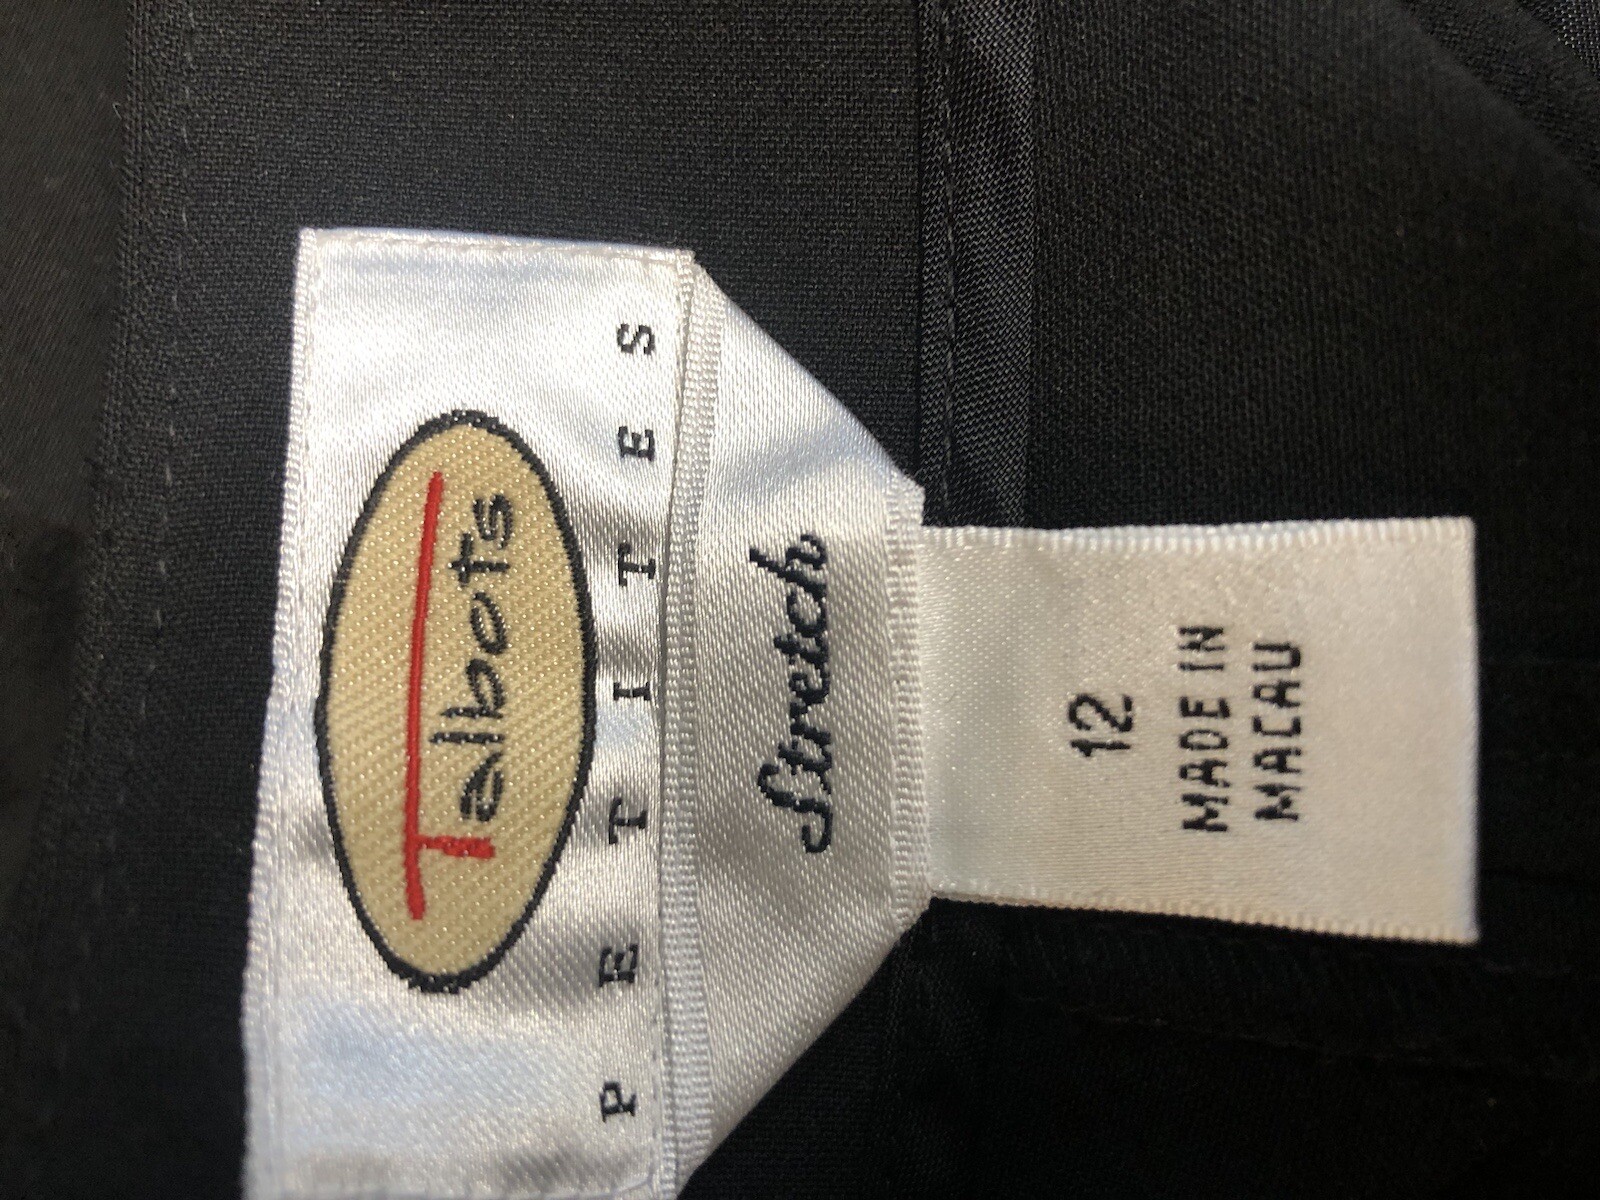 Talbots
PETITES
Stretch
12
MADE IN
MACAU